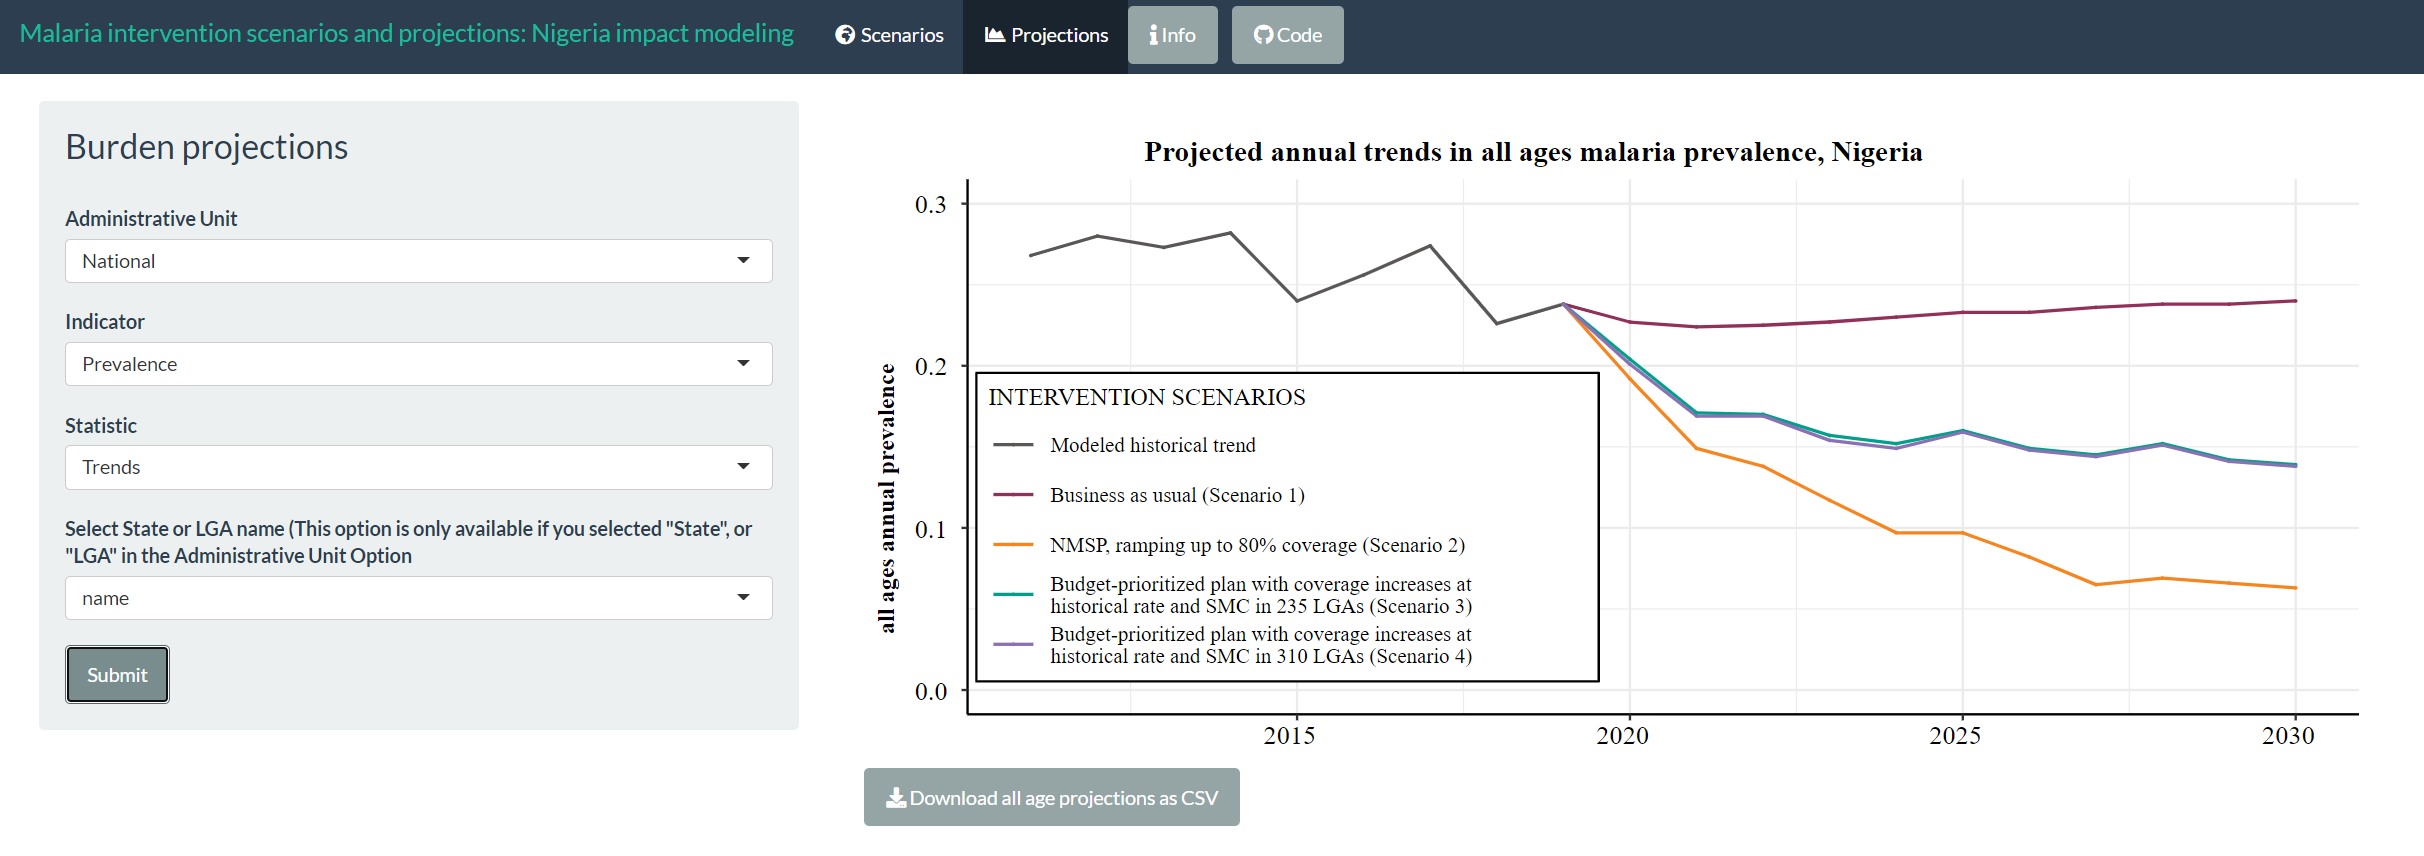 Malaria intervention scenarios and projections: Nigeria impact modeling
Scenarios
Projections
Info
Code
Burden projections
Administrative Unit
National
Indicator
Prevalence
Statistic
Trends
Select State or LGA name (This option is only available if you selected "State", or
"LGA" in the Administrative Unit Option
name
Submit
Projected annual trends in all ages malaria prevalence, Nigeria
all ages annual prevalence
0.3
0.2
0.1
0.0
INTERVENTION SCENARIOS
Modeled historical trend
Business as usual (Scenario 1)
NMSP, ramping up to 80% coverage (Scenario 2)
Budget-prioritized plan with coverage increases at
historical rate and SMC in 235 LGAs (Scenario 3)
Budget-prioritized plan with coverage increases at
historical rate and SMC in 310 LGAs (Scenario 4)
2015
2020
2025
2030
Download all age projections as CSV